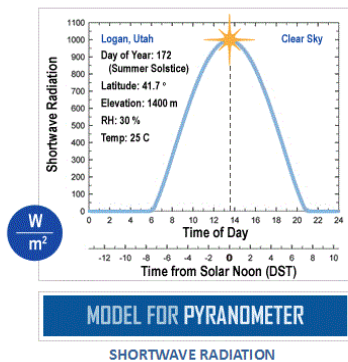 Logan, Utah
Clear Sky
Day of Year: 172
(Summer Solstice)
Latitude: 41.7 °
Elevation: 1400 m
RH: 30 %
Temp: 25 C
Shortwave Radiation
1100
1000
900
800
700
600
500
400
300
200
100
0
0 2 4 6 8 10 12 14 16 18 20 22 24
Time of Day
W
m²
-12 -10 -8 -6 -4 -2 0 2 4 6 8 10
Time from Solar Noon (DST)
MODEL FOR PYRANOMETER
SHORTWAVE RADIATION